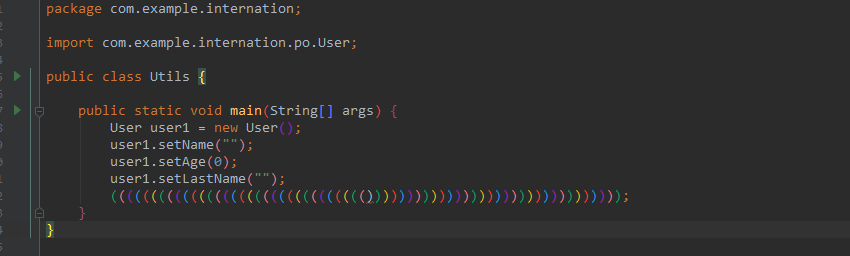 package com.example.internation;
import com.example.internation.po.User;
public class Utils {
public static void main(String[] args) {
User user1 = new User();
user1.setName("");
user1.setAge(0);
user1.setLastName("");
(((((((((((((((((((((((((((((((())))))))))))))))))))))))))))))));
}
}